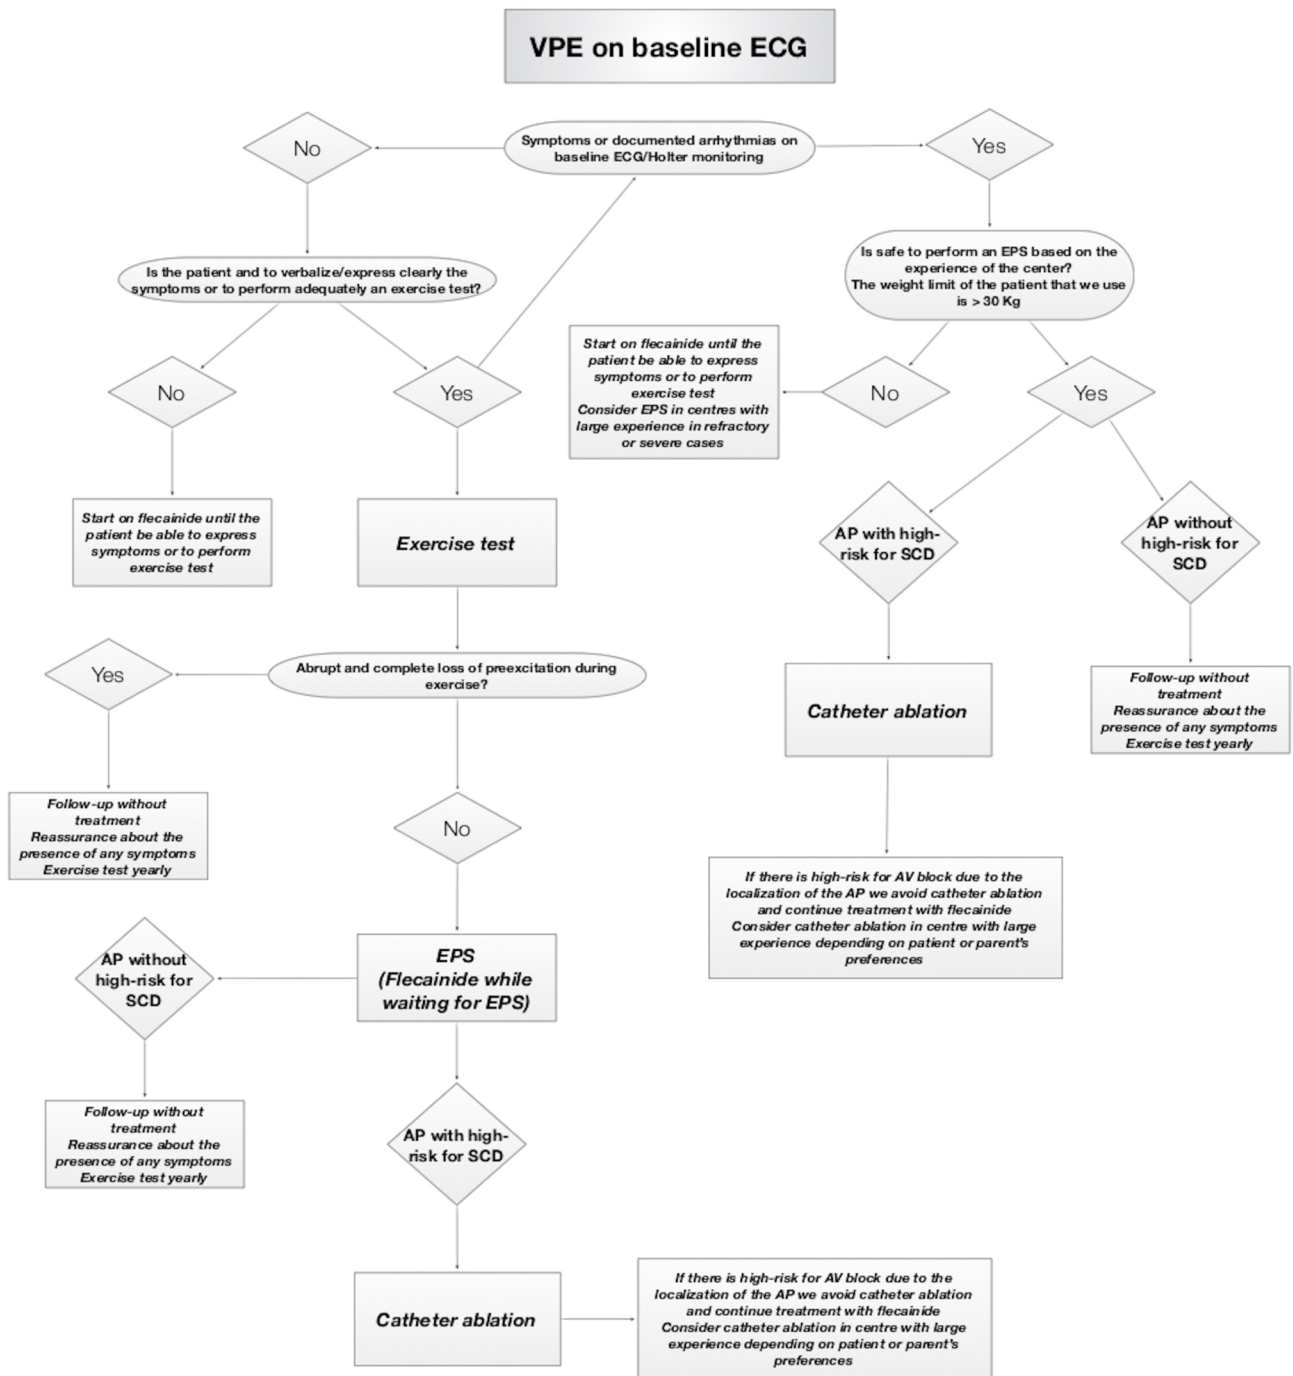 VPE on baseline ECG
No
Symptoms or documented arrhythmias on
baseline ECG/Holter monitoring
Yes
Is the patient and to verbalize/express clearly the
symptoms or to perform adequately an exercise test?
Is safe to perform an EPS based on the
experience of the center?
The weight limit of the patient that we use
is > 30 Kg
No
Yes
Start on flecainide until the
patient be able to express
symptoms or to perform
exercise test
Consider EPS in centres with
large experience in refractory
or severe cases
No
Yes
Start on flecainide until the
patient be able to express
symptoms or to perform
exercise test
Exercise test
AP with high-
risk for SCD
AP without
high-risk for
SCD
Yes
Abrupt and complete loss of preexcitation during
exercise?
Catheter ablation
Follow-up without
treatment
Reassurance about the
presence of any symptoms
Exercise test yearly
Follow-up without
treatment
Reassurance about the
presence of any symptoms
Exercise test yearly
No
If there is high-risk for AV block due to the
localization of the AP we avoid catheter ablation
and continue treatment with flecainide
Consider catheter ablation in centre with large
experience depending on patient or parent's
preferences
AP without
high-risk for
SCD
EPS
(Flecainide while
waiting for EPS)
Follow-up without
treatment
Reassurance about the
presence of any symptoms
Exercise test yearly
AP with high-
risk for SCD
Catheter ablation
If there is high-risk for AV block due to the
localization of the AP we avoid catheter ablation
and continue treatment with flecainide
Consider catheter ablation in centre with large
experience depending on patient or parent's
preferences